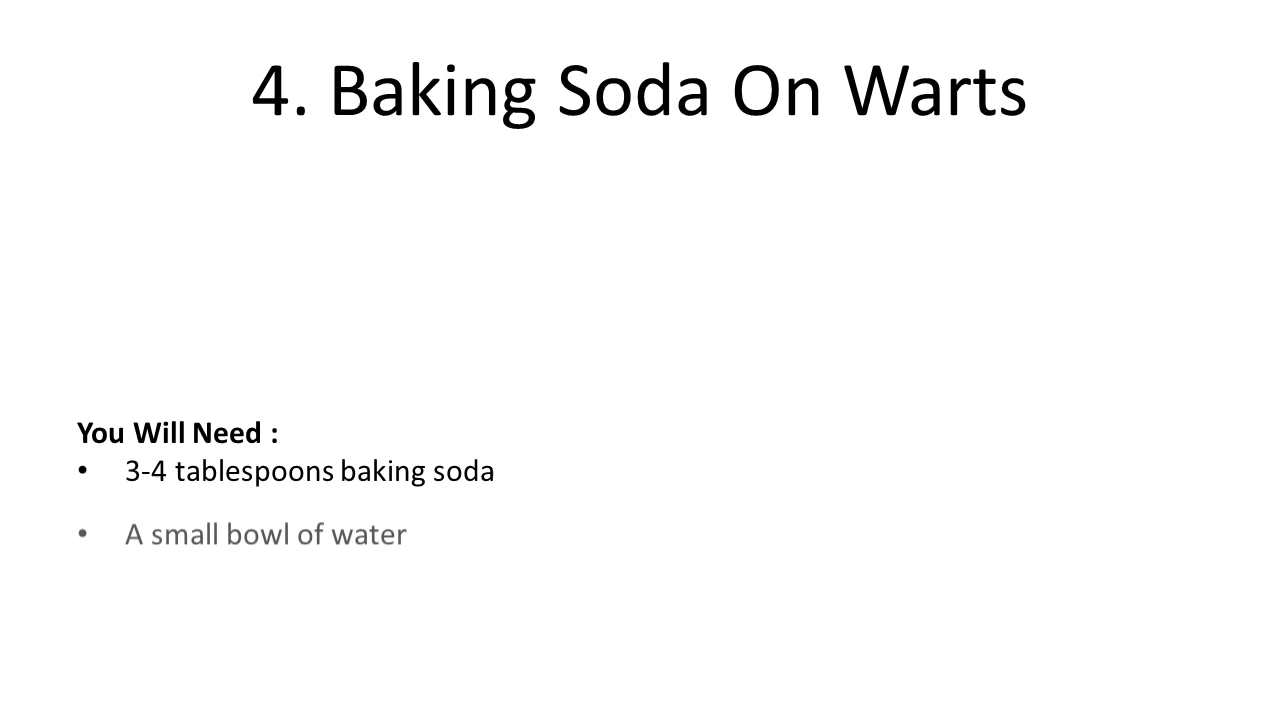 4. Baking Soda On Warts
You Will Need :
• 3-4 tablespoons baking soda
• A small bowl of water